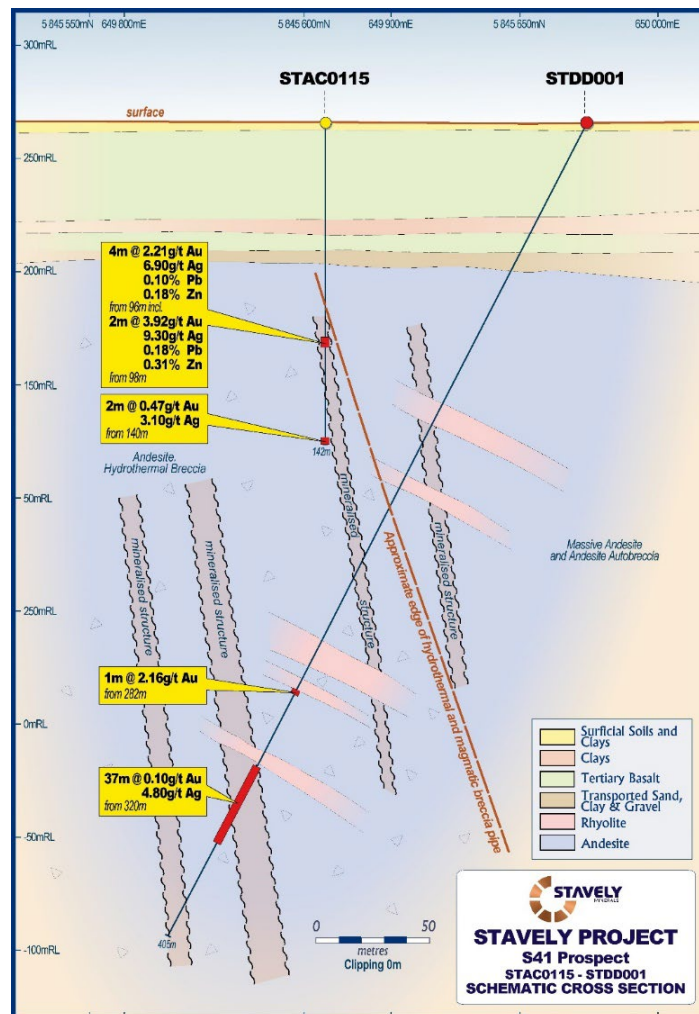 5 845 550mN
649 800mE
5 845 600mN
649 900mE
5 845 650mN
650 000mE
300mRL
STAC0115
STDD001
surface
250mRL
200mRL
4m @ 2.21g/t Au
6.90g/t Ag
0.10% Pb
0.18% Zn
from 96m incl.
2m @ 3.92g/t Au
9.30g/t Ag
0.18% Pb
0.31% Zn
from 98m
150mRL
2m @ 0.47g/t Au
3.10g/t Ag
from 140m
142m
Andesite.
Hydrothermal Breccia
50mRL
mineralised
structure
mineralised structure
mineralised structure
mineralised structure
Approximate edge of hydrothermal and magmatic breccia pipe
Massive Andesite
and Andesite Autobreccia
250mRL
1m @ 2.16g/t Au
from 282m
0mRL
37m @ 0.10g/t Au
4.80g/t Ag
from 320m
-50mRL
405m
-100mRL
0
50
metres
Clipping 0m
Surficial Soils and
Clays
Clays
Tertiary Basalt
Transported Sand,
Clay & Gravel
Rhyolite
Andesite
STAVELY
MINERALS
STAVELY PROJECT
S41 Prospect
STAC0115 - STDD001
SCHEMATIC CROSS SECTION